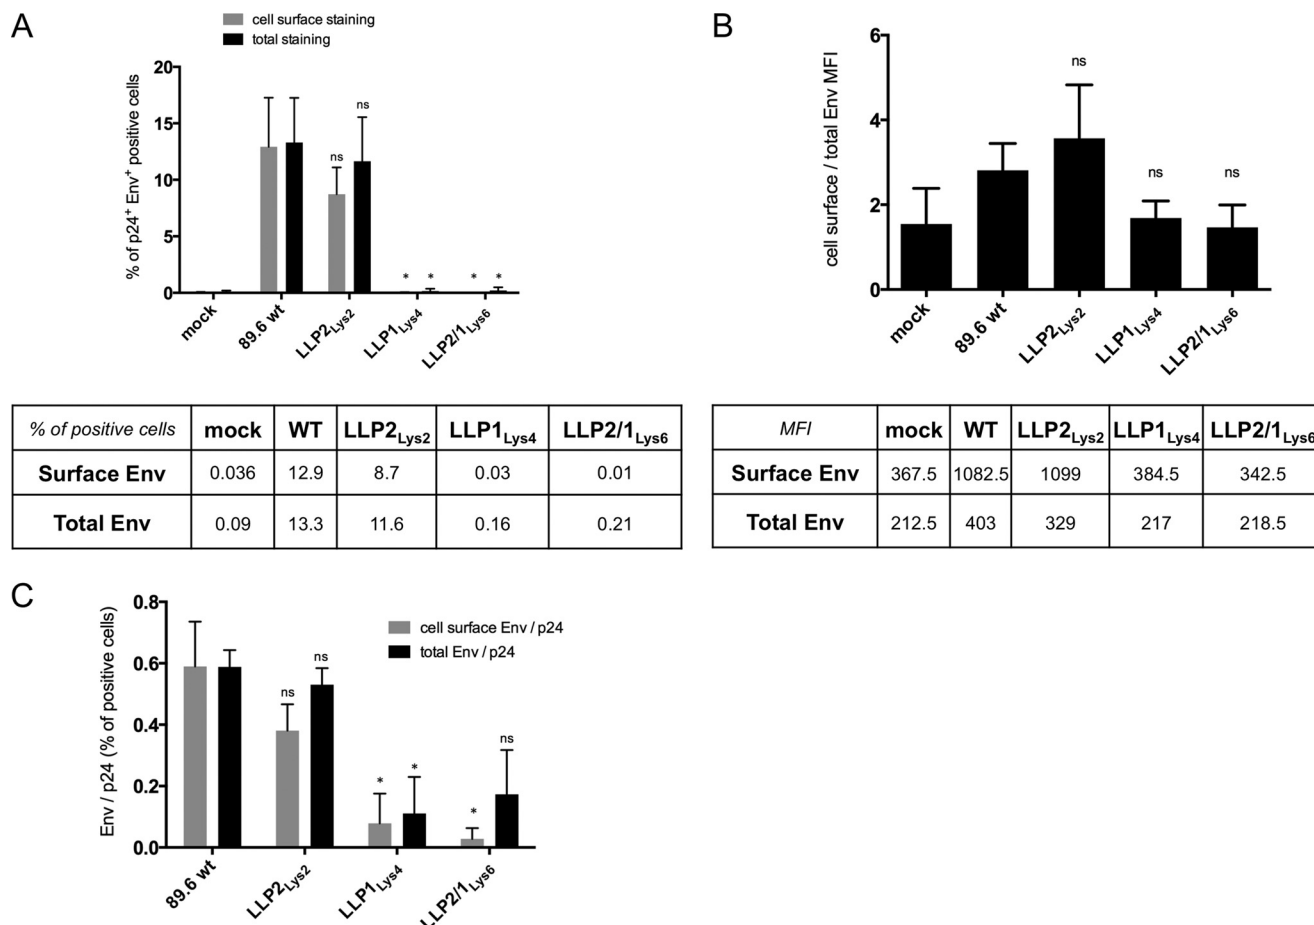 A
cell surface staining
total staining
% of p24⁺ Env⁺ positive cells
20
15
10
5
0
ns
ns
* * * *
mock
89.6 wt
LLP2Lys2
LLP1Lys4
LLP2/1Lys6
% of positive cells mock WT LLP2Lys2 LLP1Lys4 LLP2/1Lys6
Surface Env 0.036 12.9 8.7 0.03 0.01
Total Env 0.09 13.3 11.6 0.16 0.21
B
cell surface / total Env MFI
6
4
2
0
ns
ns
ns
mock
89.6 wt
LLP2Lys2
LLP1Lys4
LLP2/1Lys6
MFI mock WT LLP2Lys2 LLP1Lys4 LLP2/1Lys6
Surface Env 367.5 1082.5 1099 384.5 342.5
Total Env 212.5 403 329 217 218.5
C
cell surface Env / p24
total Env / p24
Env / p24 (% of positive cells)
0.8
0.6
0.4
0.2
0.0
ns
ns
*
*
*
ns
89.6 wt
LLP2Lys2
LLP1Lys4
LLP2/1Lys6